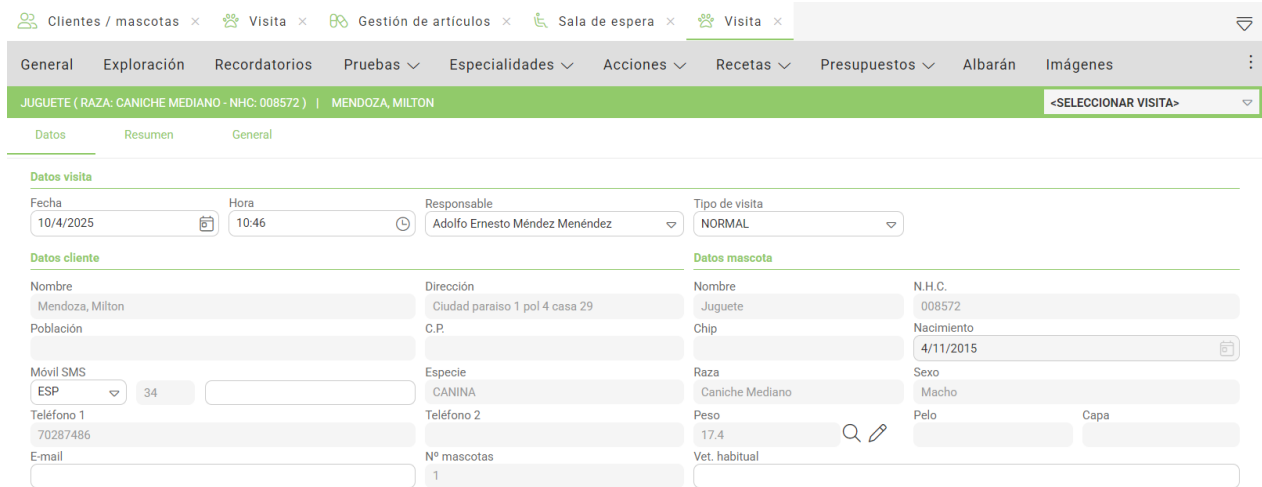 Clientes / mascotas × Visita × Gestión de artículos × Sala de espera × Visita ×
General Exploración Recordatorios Pruebas Especialidades Acciones Recetas Presupuestos Albarán Imágenes
JUGUETE ( RAZA: CANICHE MEDIANO - NHC: 008572 ) | MENDOZA, MILTON <SELECCIONAR VISITA>
Datos Resumen General
Datos visita
Fecha Hora Responsable Tipo de visita
10/4/2025 10:46 Adolfo Ernesto Méndez Menéndez NORMAL
Datos cliente Datos mascota
Nombre Dirección Nombre N.H.C.
Mendoza, Milton Ciudad paraiso 1 pol 4 casa 29 Juguete 008572
Población C.P. Chip Nacimiento
4/11/2015
Móvil SMS Especie Raza Sexo
ESP 34 CANINA Caniche Mediano Macho
Teléfono 1 Teléfono 2 Peso Pelo Capa
70287486 17.4
E-mail Nº mascotas Vet. habitual
1